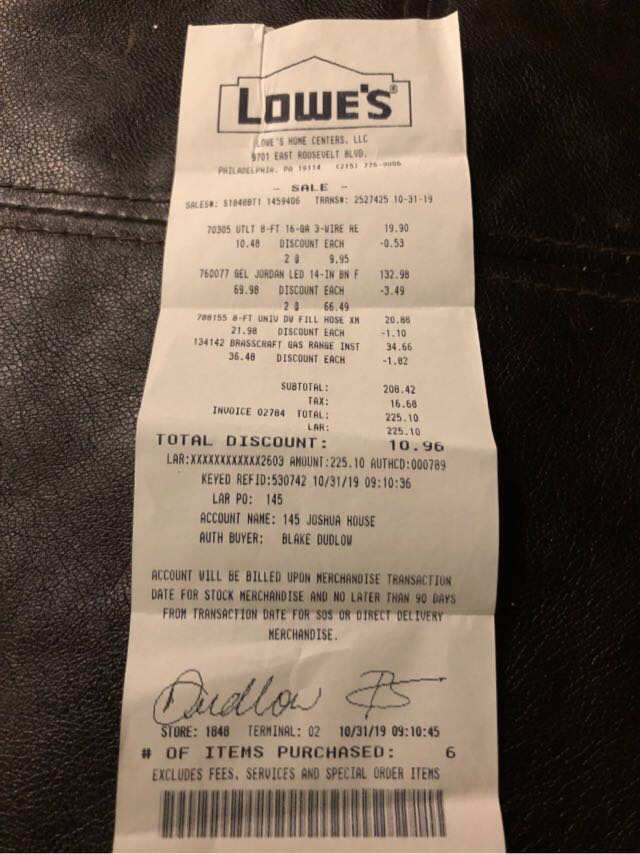 LOWE'S®
LOWE'S HOME CENTERS, LLC
9701 EAST ROOSEVELT BLVD.
PHILADELPHIA, PA 19114 (215) 776-9086
- SALE -
SALES#: S1848BT1 1459406 TRANS#: 2527425 10-31-19
70305 UTLT 8-FT 16-GA 3-WIRE RE 19.90
10.48 DISCOUNT EACH -0.53
2 @ 9.95
760077 GEL JORDAN LED 14-IN BN F 132.98
69.98 DISCOUNT EACH -3.49
2 @ 66.49
788155 8-FT UNIV DW FILL HOSE XM 20.88
21.98 DISCOUNT EACH -1.10
134142 BRASSCRAFT GAS RANGE INST 34.66
36.48 DISCOUNT EACH -1.82
SUBTOTAL: 208.42
TAX: 16.68
INVOICE 02784 TOTAL: 225.10
LAR: 225.10
TOTAL DISCOUNT: 10.96
LAR:XXXXXXXXXXXX2603 AMOUNT:225.10 AUTHCD:000789
KEYED REFID:530742 10/31/19 09:10:36
LAR PO: 145
ACCOUNT NAME: 145 JOSHUA HOUSE
AUTH BUYER: BLAKE DUDLOW
ACCOUNT WILL BE BILLED UPON MERCHANDISE TRANSACTION
DATE FOR STOCK MERCHANDISE AND NO LATER THAN 90 DAYS
FROM TRANSACTION DATE FOR SOS OR DIRECT DELIVERY
MERCHANDISE.
Dudlow
STORE: 1848 TERMINAL: 02 10/31/19 09:10:45
# OF ITEMS PURCHASED: 6
EXCLUDES FEES, SERVICES AND SPECIAL ORDER ITEMS